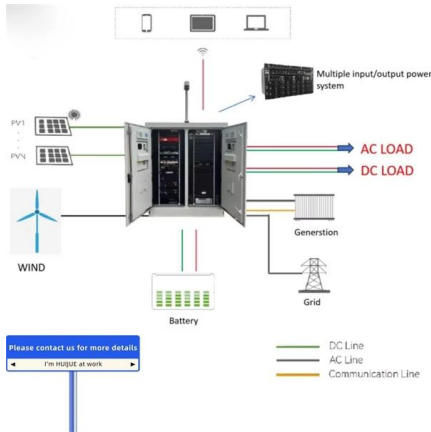 Multiple input/output power
system
PV1
PVN
AC LOAD
DC LOAD
WIND
Generstion
Grid
Battery
Please contact us for more details
I'm HUIJUE at work
DC Line
AC Line
Communication Line